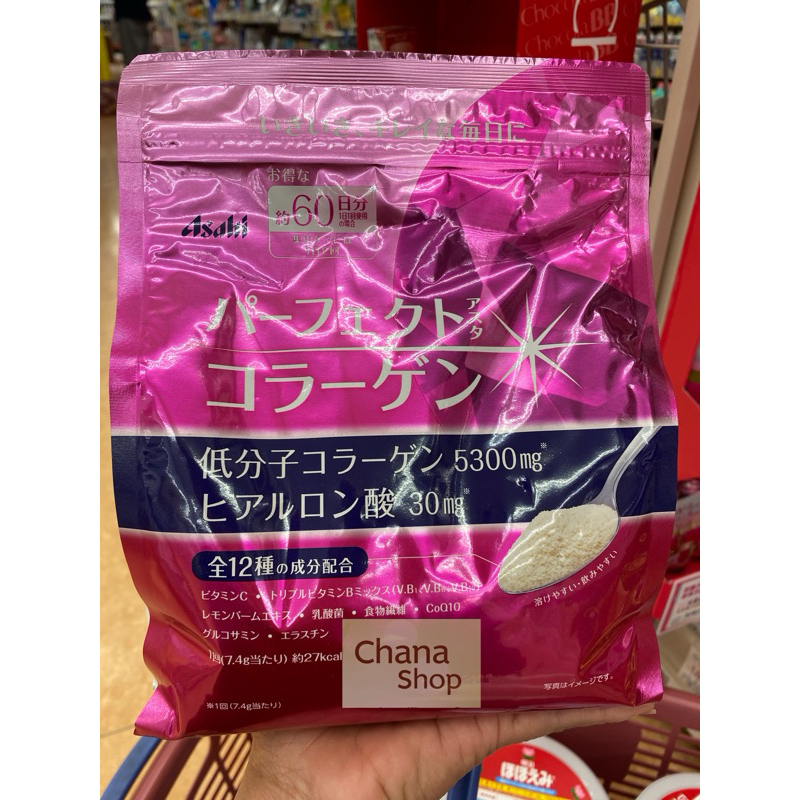 いきいき、キレイな毎日に
お得な
約60日分
1日1回使用
の場合
Asahi
パーフェクト
アスタ
コラーゲン
低分子コラーゲン 5300mg※
ヒアルロン酸 30mg※
全12種の成分配合
ビタミンC • トリプルビタミンBミックス(V.B1、V.B
レモンバームエキス • 乳酸菌 • 食物繊維 • CoQ10
グルコサミン • エラスチン
(7.4g当たり) 約27kcal
※1回(7.4g当たり)
溶けやすい・飲みやすい
写真はイメージです。
Chana
Shop
ほほえみ